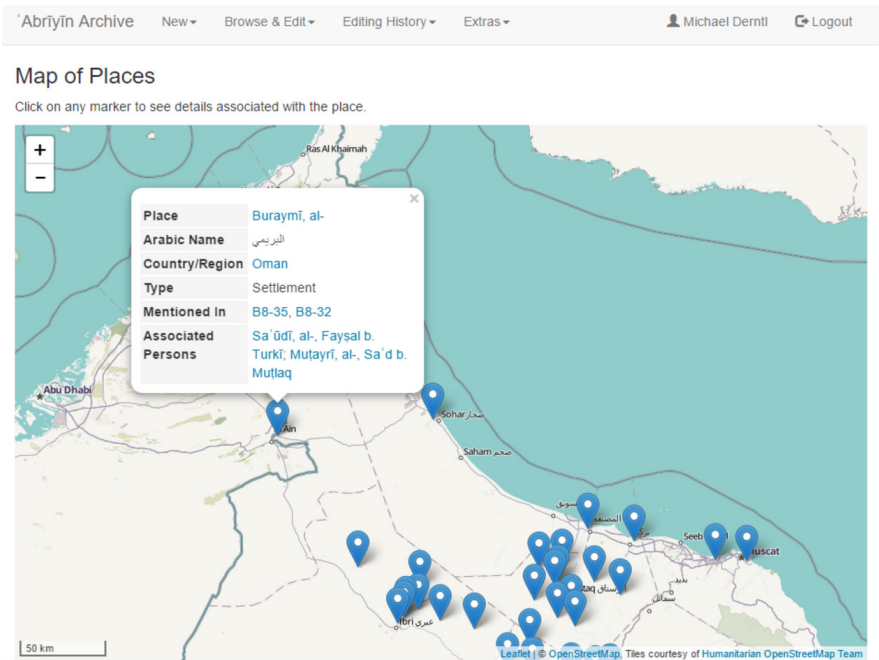 ʿAbrīyīn Archive New Browse & Edit Editing History Extras Michael Derntl Logout
Map of Places
Click on any marker to see details associated with the place.
+
−
Ras Al Khaimah
×
Place Buraymī, al-
Arabic Name البريمي
Country/Region Oman
Type Settlement
Mentioned In B8-35, B8-32
Associated Persons Saʿūdī, al-, Fayṣal b.
Turkī; Muṭayrī, al-, Saʿd b.
Muṭlaq
Abu Dhabi
Sohar صحار
Ain
Saham صحم
سويق
Seeb
بدبد
سمائل
Ibri عبري
50 km
Leaflet | © OpenStreetMap, Tiles courtesy of Humanitarian OpenStreetMap Team